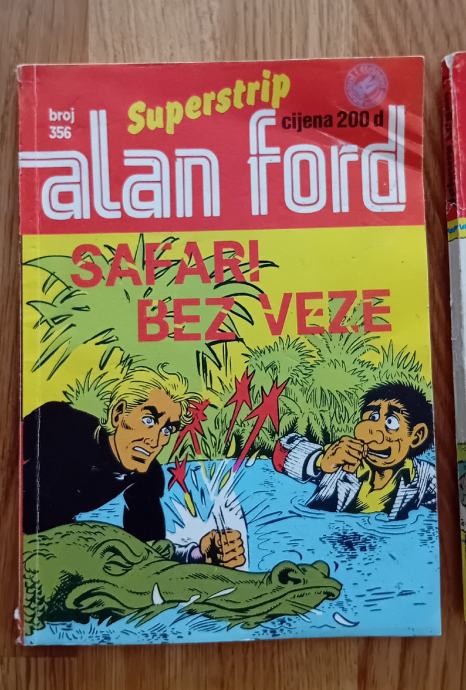 Superstrip
broj
356
cijena 200 d
alan ford
SAFARI
BEZ VEZE